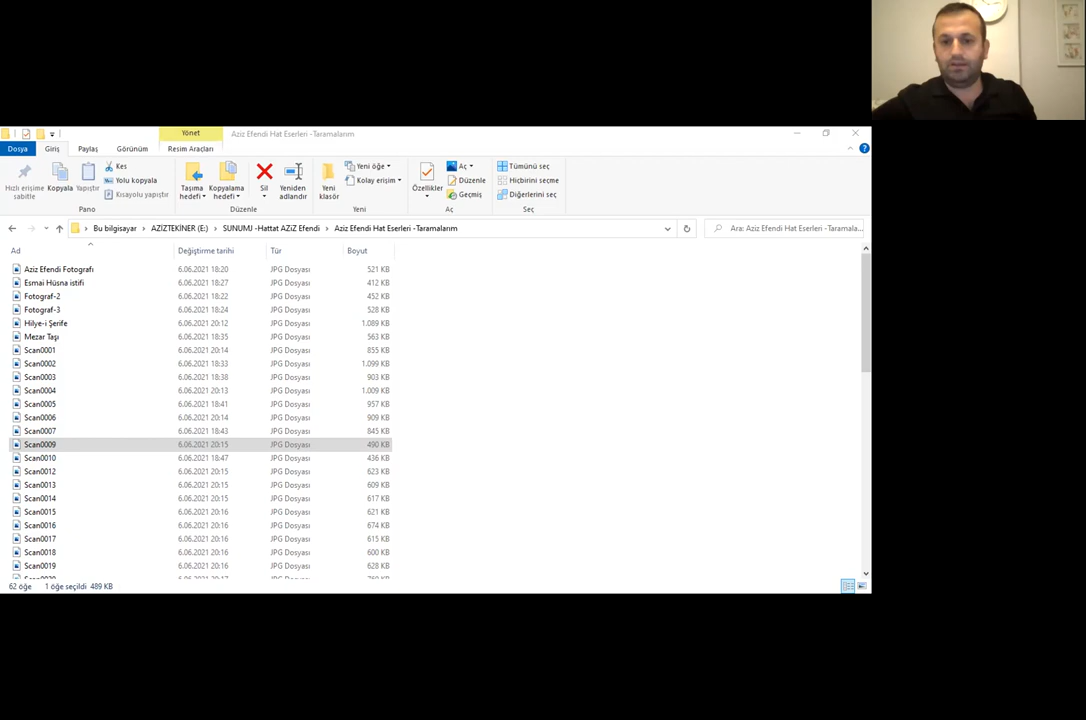 Yönet
Aziz Efendi Hat Eserleri -Taramalarım
Dosya Giriş Paylaş Görünüm Resim Araçları
Hızlı erişime sabitle
Kopyala
Yapıştır
Kes
Yolu kopyala
Kısayolu yapıştır
Pano
Taşıma hedefi
Kopyalama hedefi
Sil
Yeniden adlandır
Düzenle
Yeni klasör
Yeni öğe
Kolay erişim
Yeni
Özellikler
Aç
Düzenle
Geçmiş
Aç
Tümünü seç
Hiçbirini seçme
Diğerlerini seç
Seç
Bu bilgisayar > AZİZTEKİNER (E:) > SUNUMJ -Hattat AZiZ Efendi > Aziz Efendi Hat Eserleri -Taramalarım
Ara: Aziz Efendi Hat Eserleri -Taramala...
Ad Değiştirme tarihi Tür Boyut
Aziz Efendi Fotografı 6.06.2021 18:20 JPG Dosyası 521 KB
Esmai Hüsna istifi 6.06.2021 18:27 JPG Dosyası 412 KB
Fotograf-2 6.06.2021 18:22 JPG Dosyası 452 KB
Fotograf-3 6.06.2021 18:24 JPG Dosyası 528 KB
Hilye-i Şerife 6.06.2021 20:12 JPG Dosyası 1.089 KB
Mezar Taşı 6.06.2021 18:35 JPG Dosyası 563 KB
Scan0001 6.06.2021 20:14 JPG Dosyası 855 KB
Scan0002 6.06.2021 18:33 JPG Dosyası 1.099 KB
Scan0003 6.06.2021 18:38 JPG Dosyası 903 KB
Scan0004 6.06.2021 20:13 JPG Dosyası 1.009 KB
Scan0005 6.06.2021 18:41 JPG Dosyası 957 KB
Scan0006 6.06.2021 20:14 JPG Dosyası 909 KB
Scan0007 6.06.2021 18:43 JPG Dosyası 845 KB
Scan0009 6.06.2021 20:15 JPG Dosyası 490 KB
Scan0010 6.06.2021 18:47 JPG Dosyası 436 KB
Scan0012 6.06.2021 20:15 JPG Dosyası 623 KB
Scan0013 6.06.2021 20:15 JPG Dosyası 609 KB
Scan0014 6.06.2021 20:15 JPG Dosyası 617 KB
Scan0015 6.06.2021 20:16 JPG Dosyası 621 KB
Scan0016 6.06.2021 20:16 JPG Dosyası 674 KB
Scan0017 6.06.2021 20:16 JPG Dosyası 615 KB
Scan0018 6.06.2021 20:16 JPG Dosyası 600 KB
Scan0019 6.06.2021 20:16 JPG Dosyası 628 KB
62 öğe 1 öğe seçildi 489 KB